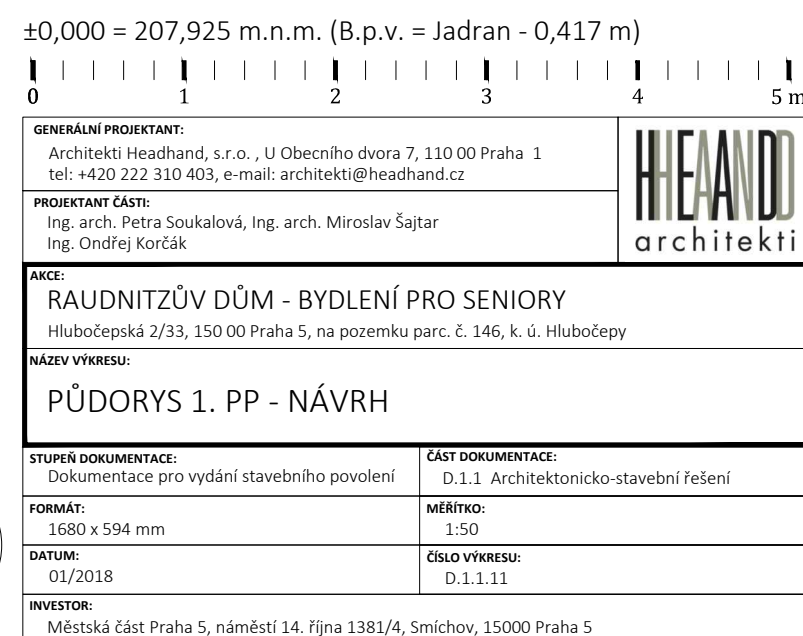 ±0,000 = 207,925 m.n.m. (B.p.v. = Jadran - 0,417 m)
0 1 2 3 4 5 m
GENERÁLNÍ PROJEKTANT:
Architekti Headhand, s.r.o. , U Obecního dvora 7, 110 00 Praha 1
tel: +420 222 310 403, e-mail: architekti@headhand.cz
HHEAANDD
architekti
PROJEKTANT ČÁSTI:
Ing. arch. Petra Soukalová, Ing. arch. Miroslav Šajtar
Ing. Ondřej Korčák
AKCE:
RAUDNITZŮV DŮM - BYDLENÍ PRO SENIORY
Hlubočepská 2/33, 150 00 Praha 5, na pozemku parc. č. 146, k. ú. Hlubočepy
NÁZEV VÝKRESU:
PŮDORYS 1. PP - NÁVRH
STUPEŇ DOKUMENTACE:
Dokumentace pro vydání stavebního povolení
ČÁST DOKUMENTACE:
D.1.1 Architektonicko-stavební řešení
FORMÁT:
1680 x 594 mm
MĚŘÍTKO:
1:50
DATUM:
01/2018
ČÍSLO VÝKRESU:
D.1.1.11
INVESTOR:
Městská část Praha 5, náměstí 14. října 1381/4, Smíchov, 15000 Praha 5